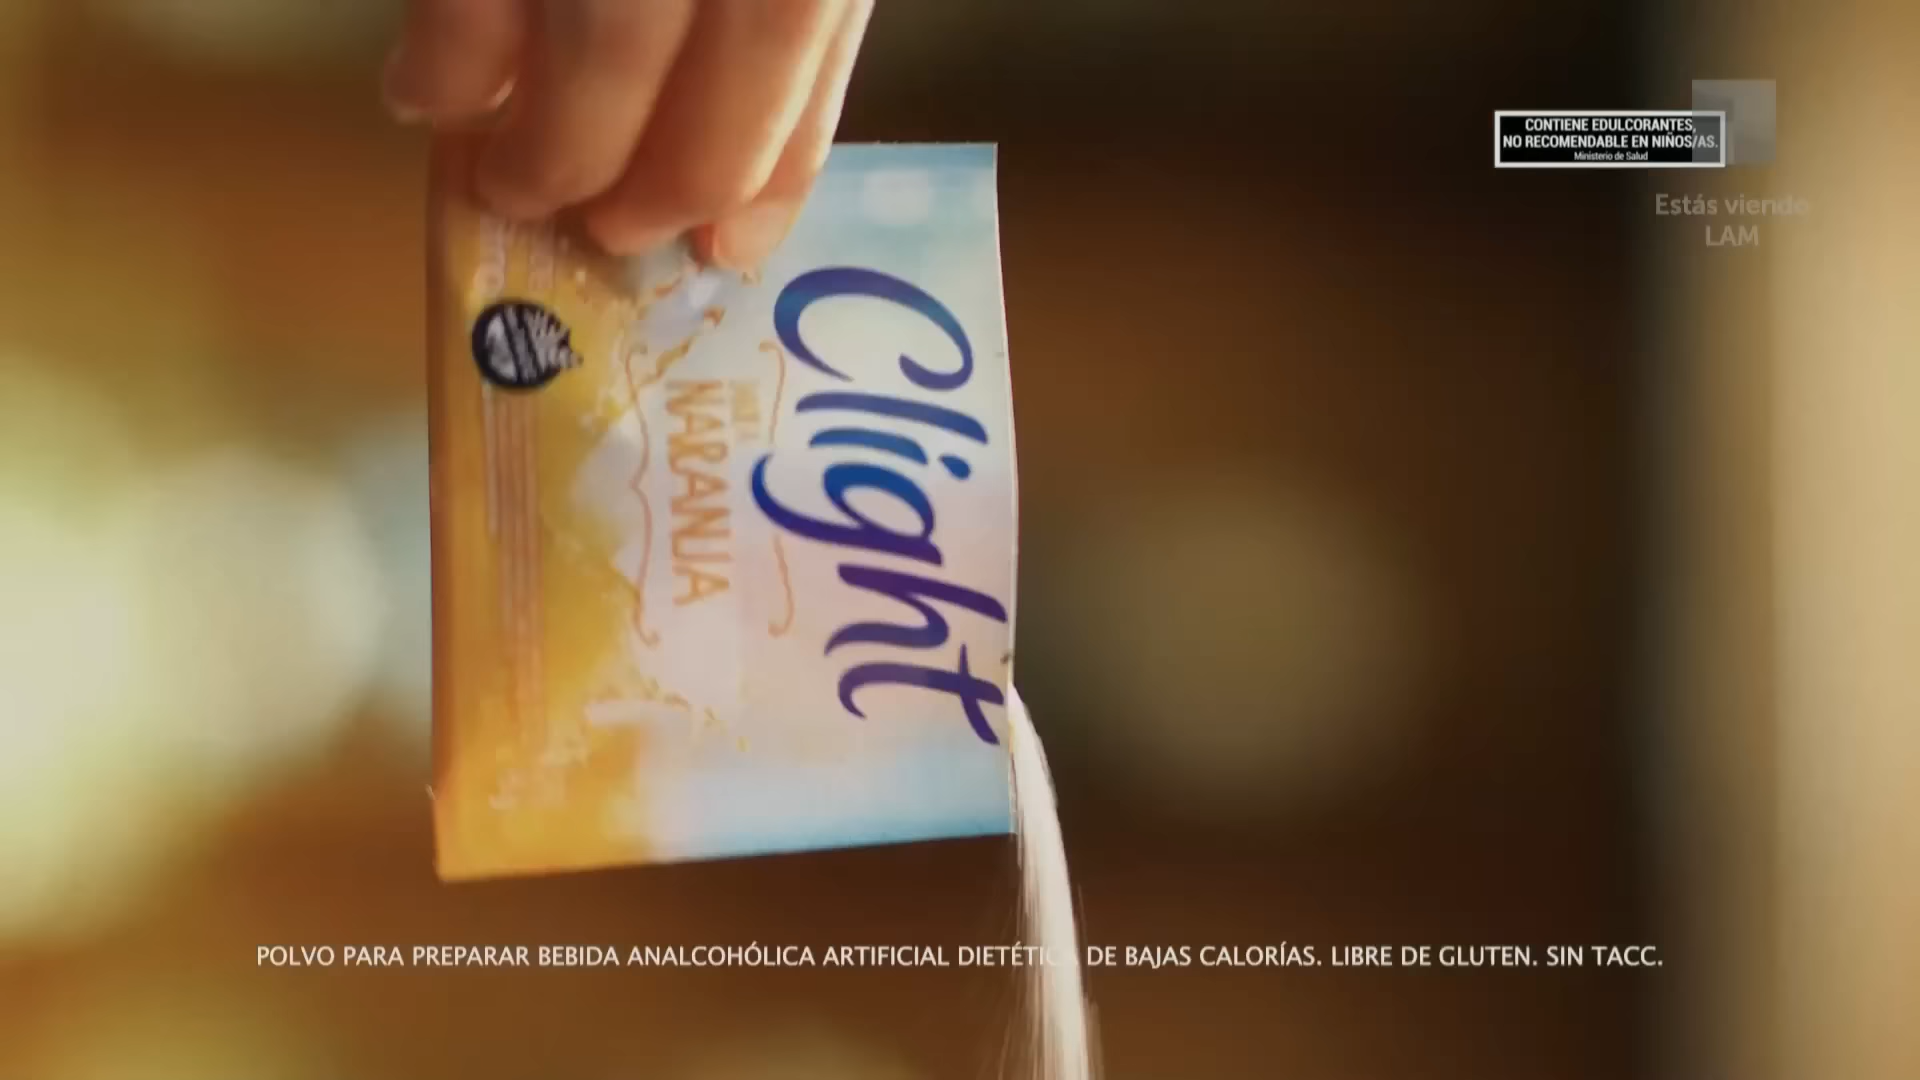 CONTIENE EDULCORANTES,
NO RECOMENDABLE EN NIÑOS/AS.
Ministerio de Salud
Estás viendo
LAM
Clight
NARANJA
POLVO PARA PREPARAR BEBIDA ANALCOHÓLICA ARTIFICIAL DIETÉTICA DE BAJAS CALORÍAS. LIBRE DE GLUTEN. SIN TACC.